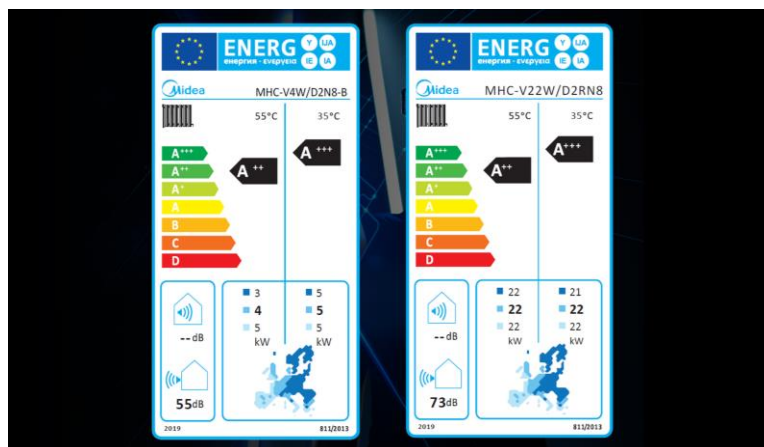 ENERG
Y
IJA
енергия · ενεργεια
IE
IA
Midea
MHC-V4W/D2N8-B
55°C
35°C
A+++
A++
A+
A
B
C
D
A ++
A +++
3
5
4
5
5
5
kW
kW
--dB
55dB
2019
811/2013
ENERG
Y
IJA
енергия · ενεργεια
IE
IA
Midea
MHC-V22W/D2RN8
55°C
35°C
A+++
A++
A+
A
B
C
D
A++
A+++
22
21
22
22
22
22
kW
kW
--dB
73dB
2019
811/2013